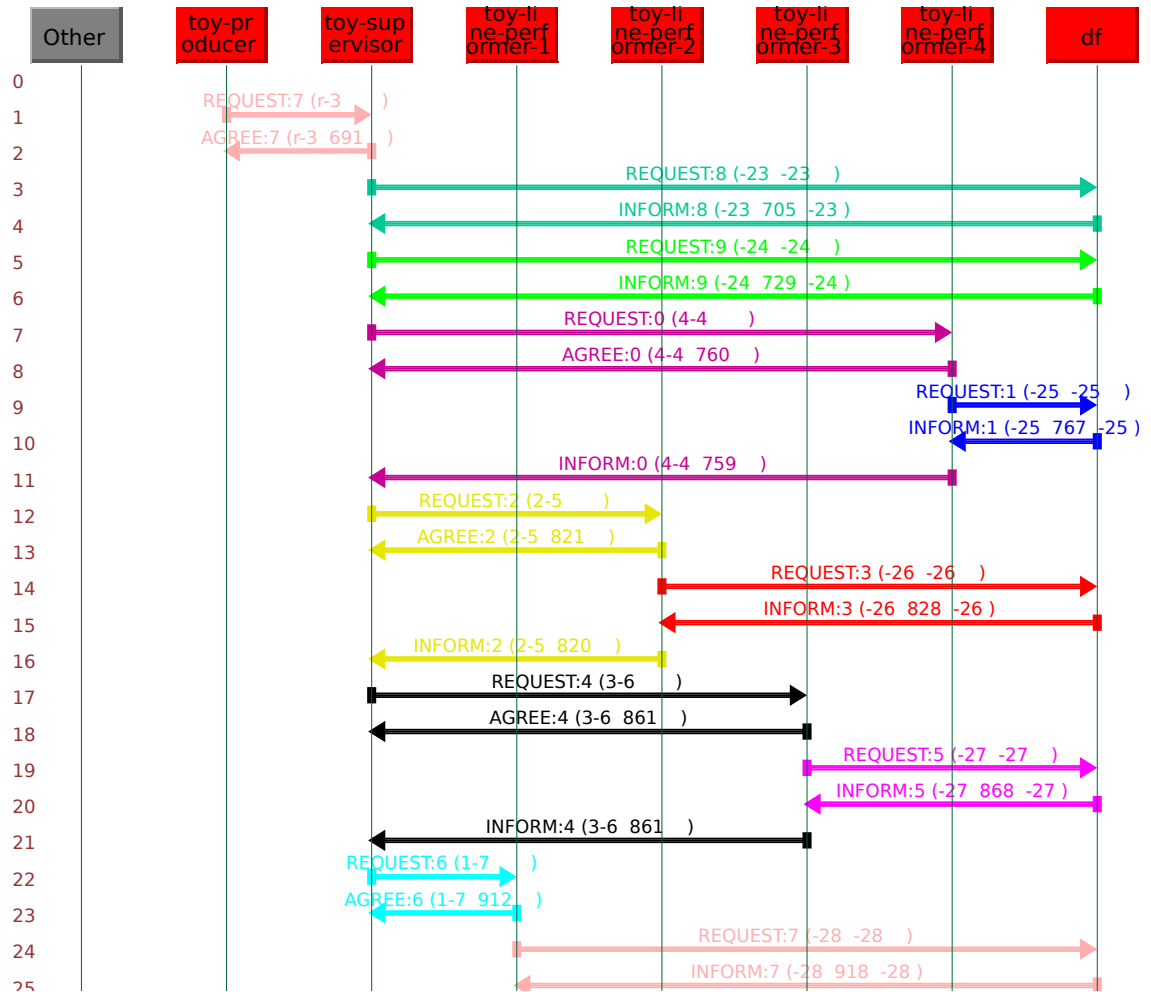 Other
toy-pr
oducer
toy-sup
ervisor
toy-li
ne-perf
ormer-1
toy-li
ne-perf
ormer-2
toy-li
ne-perf
ormer-3
toy-li
ne-perf
ormer-4
df
0
1 REQUEST:7 (r-3 )
2 AGREE:7 (r-3 691 )
3 REQUEST:8 (-23 -23 )
4 INFORM:8 (-23 705 -23 )
5 REQUEST:9 (-24 -24 )
6 INFORM:9 (-24 729 -24 )
7 REQUEST:0 (4-4 )
8 AGREE:0 (4-4 760 )
9 REQUEST:1 (-25 -25 )
10 INFORM:1 (-25 767 -25 )
11 INFORM:0 (4-4 759 )
12 REQUEST:2 (2-5 )
13 AGREE:2 (2-5 821 )
14 REQUEST:3 (-26 -26 )
15 INFORM:3 (-26 828 -26 )
16 INFORM:2 (2-5 820 )
17 REQUEST:4 (3-6 )
18 AGREE:4 (3-6 861 )
19 REQUEST:5 (-27 -27 )
20 INFORM:5 (-27 868 -27 )
21 INFORM:4 (3-6 861 )
22 REQUEST:6 (1-7 )
23 AGREE:6 (1-7 912 )
24 REQUEST:7 (-28 -28 )
25 INFORM:7 (-28 918 -28 )